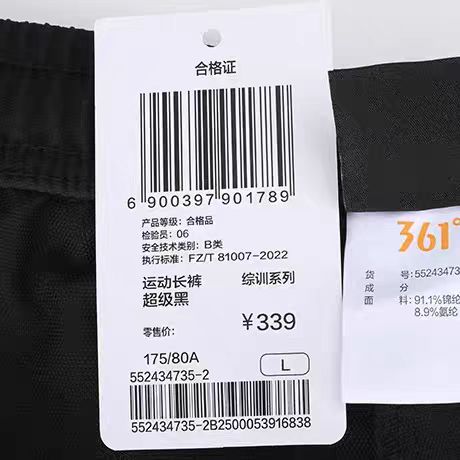 合格证
6 900397 901789
产品等级: 合格品
检验员: 06
安全技术类别: B类
执行标准: FZ/T 81007-2022
运动长裤 综训系列
超级黑
零售价: ¥339
175/80A L
552434735-2
552434735-2B2500053916838
361°
货 号:552434735
成 分
面 料:91.1%锦纶
8.9%氨纶